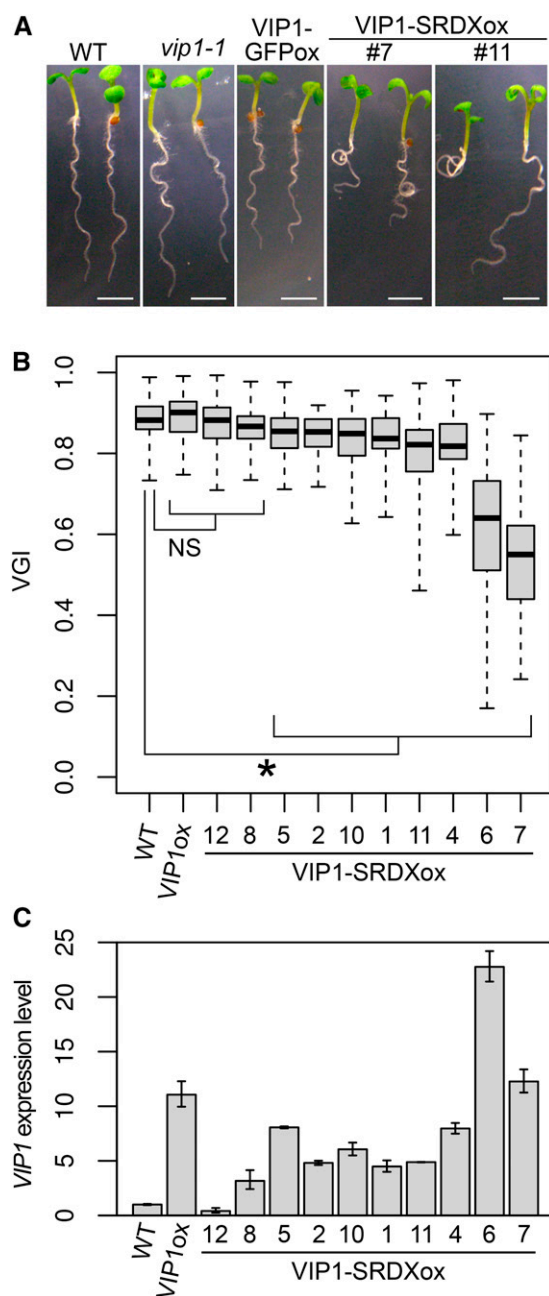 A
WT
vip1-1
VIP1-
GFPox
VIP1-SRDXox
#7
#11
B
VGI
1.0
0.8
0.6
0.4
0.2
0.0
NS
*
WT
VIP1ox
12
8
5
2
10
1
11
4
6
7
VIP1-SRDXox
C
VIP1 expression level
25
20
15
10
5
0
WT
VIP1ox
12
8
5
2
10
1
11
4
6
7
VIP1-SRDXox